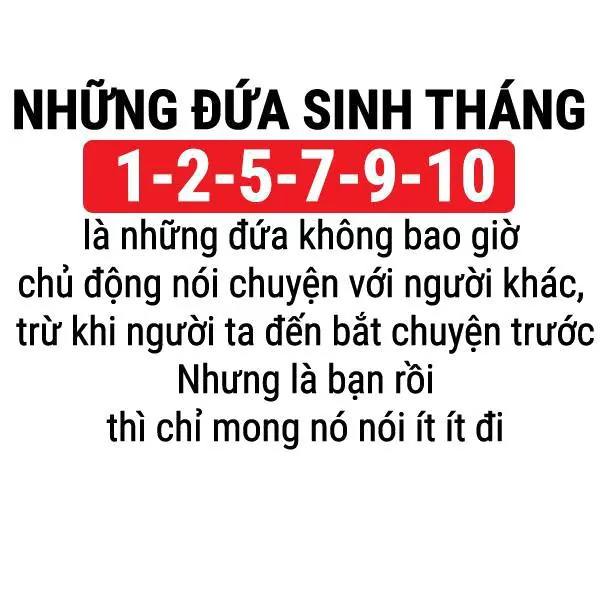 NHỮNG ĐỨA SINH THÁNG
1-2-5-7-9-10
là những đứa không bao giờ
chủ động nói chuyện với người khác,
trừ khi người ta đến bắt chuyện trước
Nhưng là bạn rồi
thì chỉ mong nó nói ít ít đi